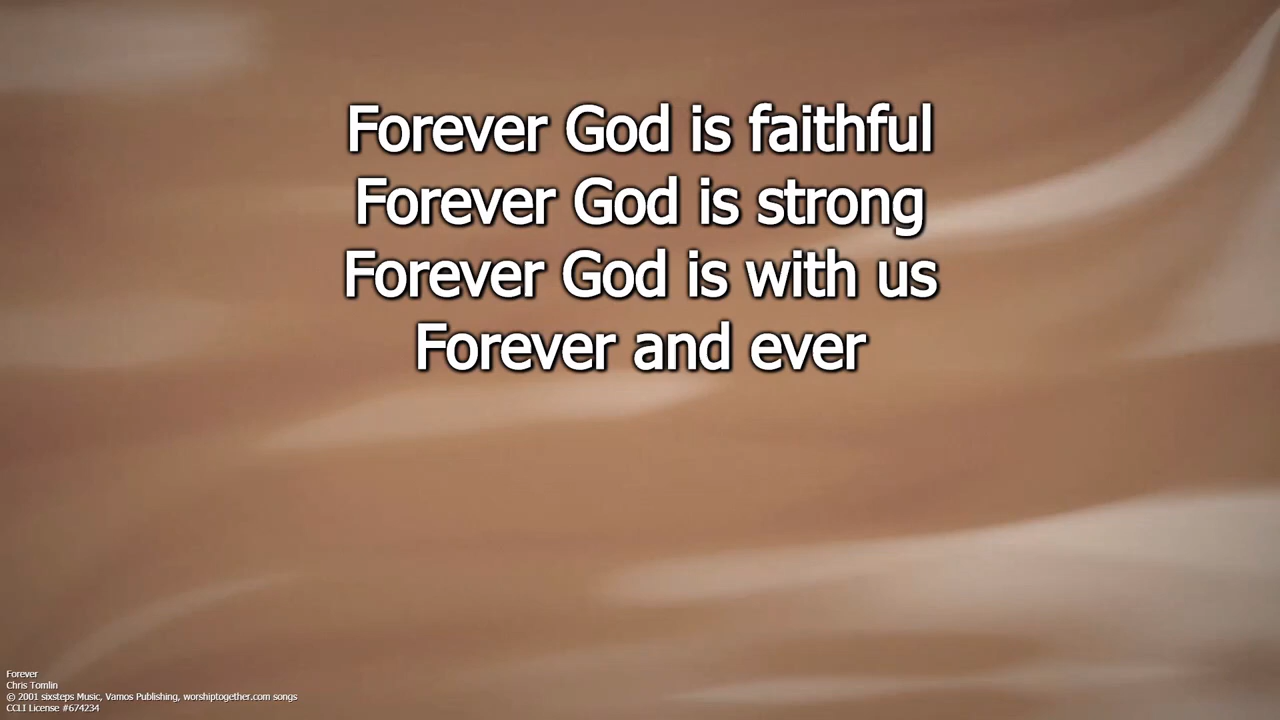 Forever God is faithful
Forever God is strong
Forever God is with us
Forever and ever
Forever
Chris Tomlin
© 2001 sixsteps Music, Vamos Publishing, worshiptogether.com songs
CCLI License #674234